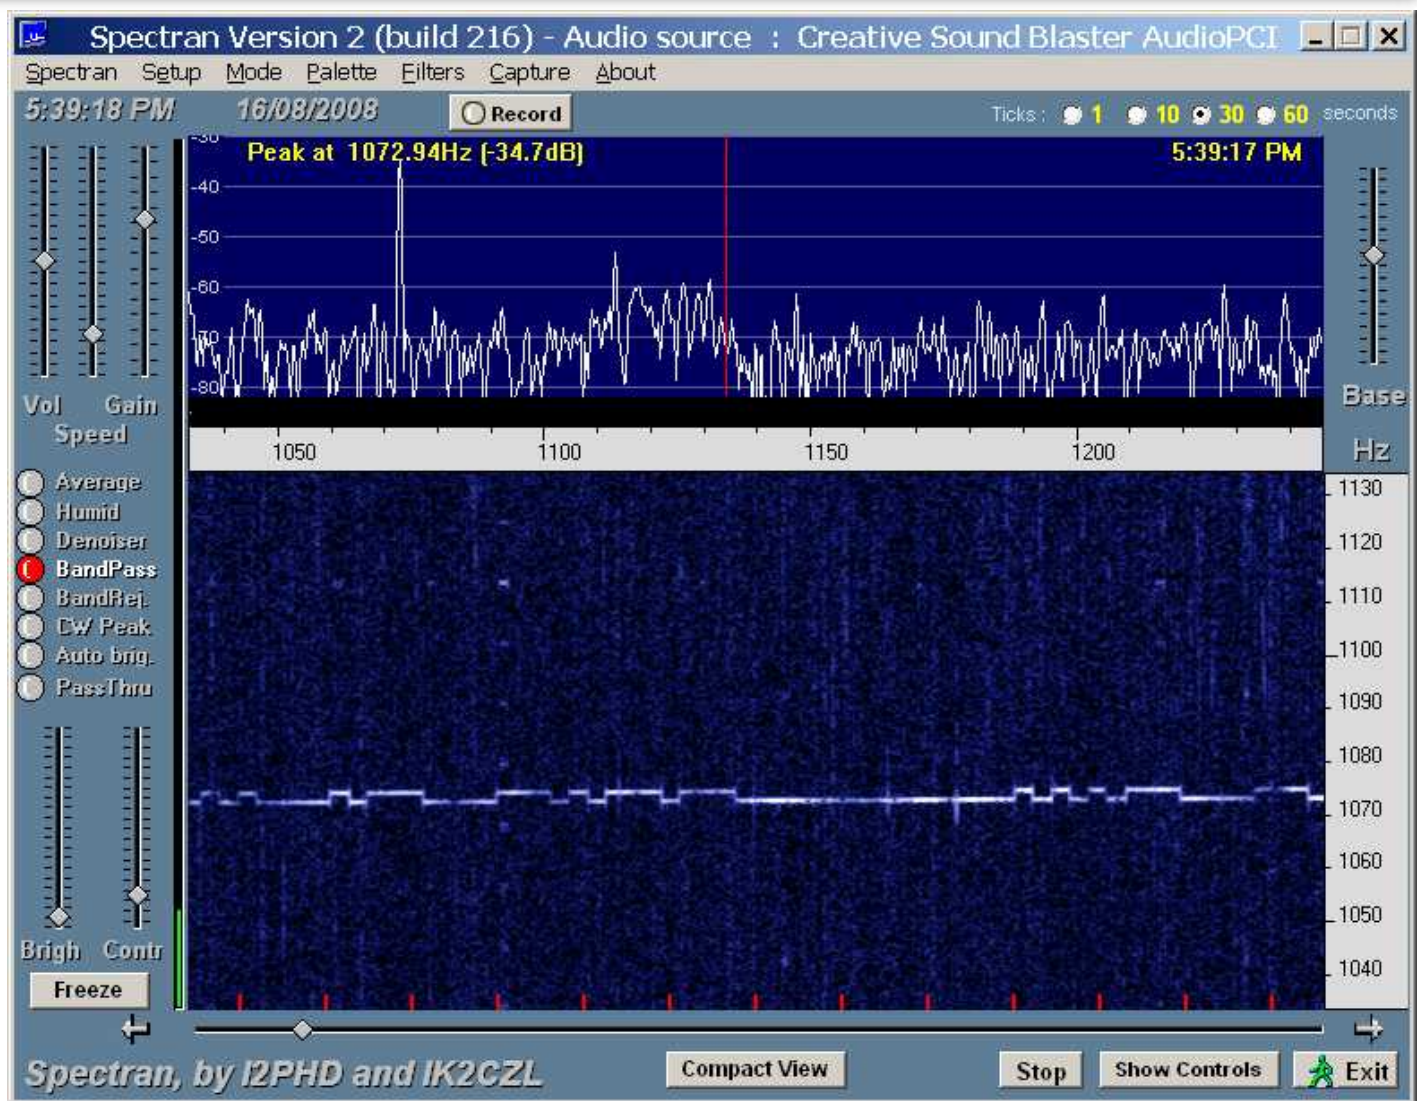 Spectran Version 2 (build 216) - Audio source : Creative Sound Blaster AudioPCI
Spectran Setup Mode Palette Filters Capture About
5:39:18 PM 16/08/2008 Record Ticks : 1 10 30 60 seconds
-30
Peak at 1072.94Hz (-34.7dB) 5:39:17 PM
-40
-50
-60
-70
-80
Vol Gain
Speed
Base
1050 1100 1150 1200 Hz
Average
Humid
Denoiser
BandPass
BandRej.
CW Peak
Auto brig.
PassThru
1130
1120
1110
1100
1090
1080
1070
1060
1050
1040
Brigh Contr
Freeze
Spectran, by I2PHD and IK2CZL Compact View Stop Show Controls Exit